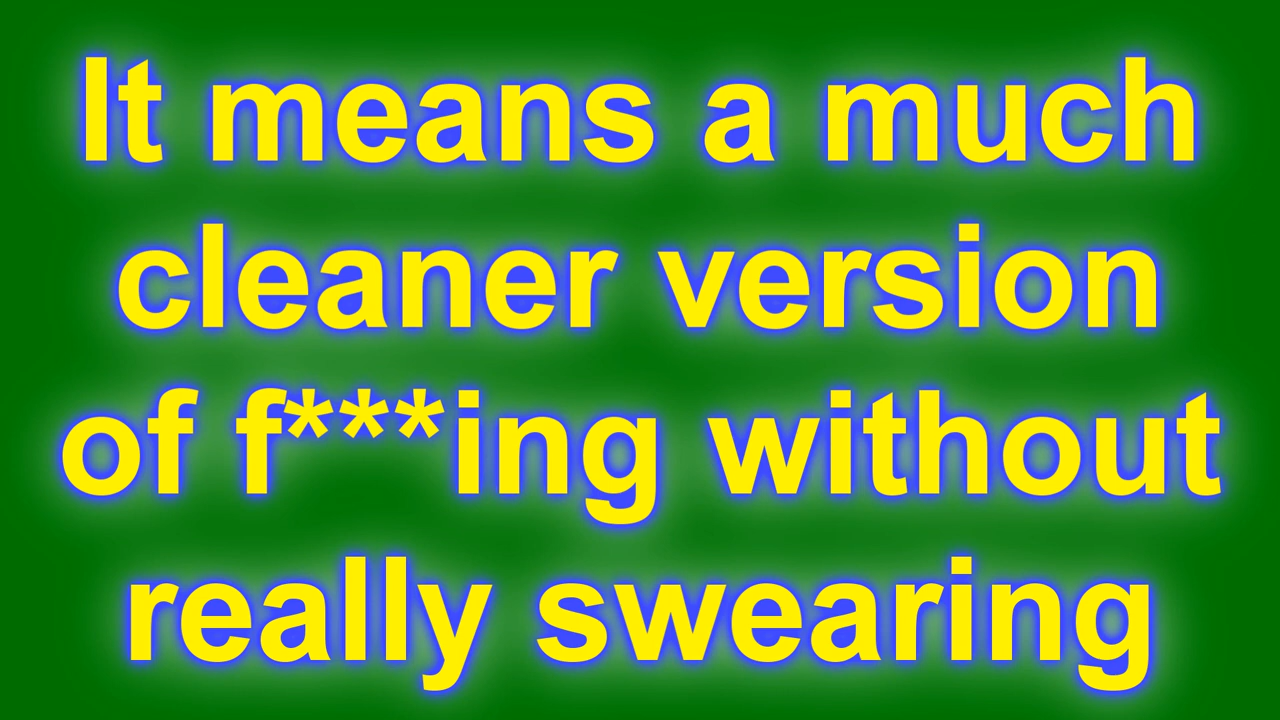 It means a much
cleaner version
of f***ing without
really swearing